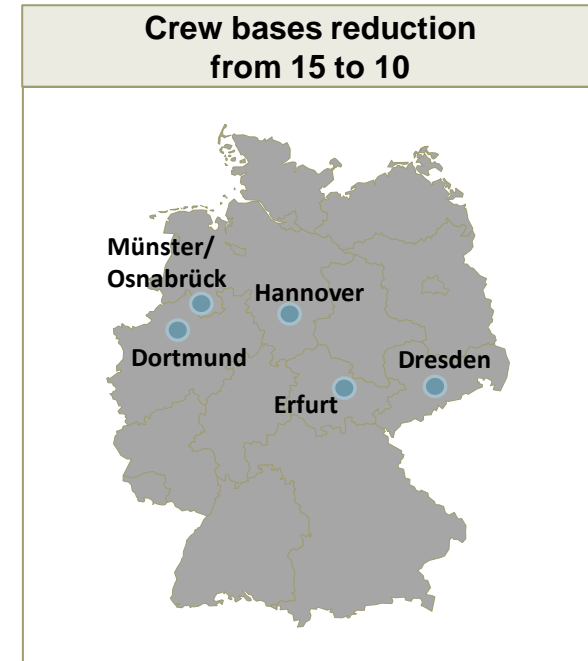 Crew bases reduction
from 15 to 10
Münster/
Osnabrück
Hannover
Dortmund
Dresden
Erfurt